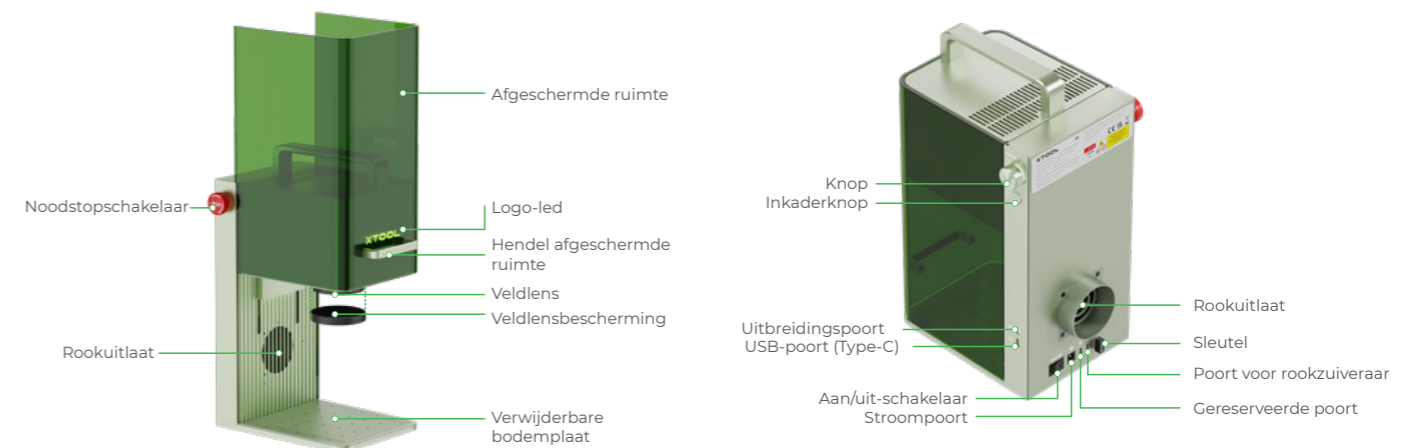 Afgeschermde ruimte
Noodstopschakelaar
Logo-led
XTOOL
Hendel afgeschermde
ruimte
Veldlens
Veldlensbescherming
Rookuitlaat
Verwijderbare
bodemplaat
XTOOL
Knop
Inkaderknop
Rookuitlaat
Uitbreidingspoort
USB-poort (Type-C)
Sleutel
Poort voor rookzuiveraar
Aan/uit-schakelaar
Gereserveerde poort
Stroompoort